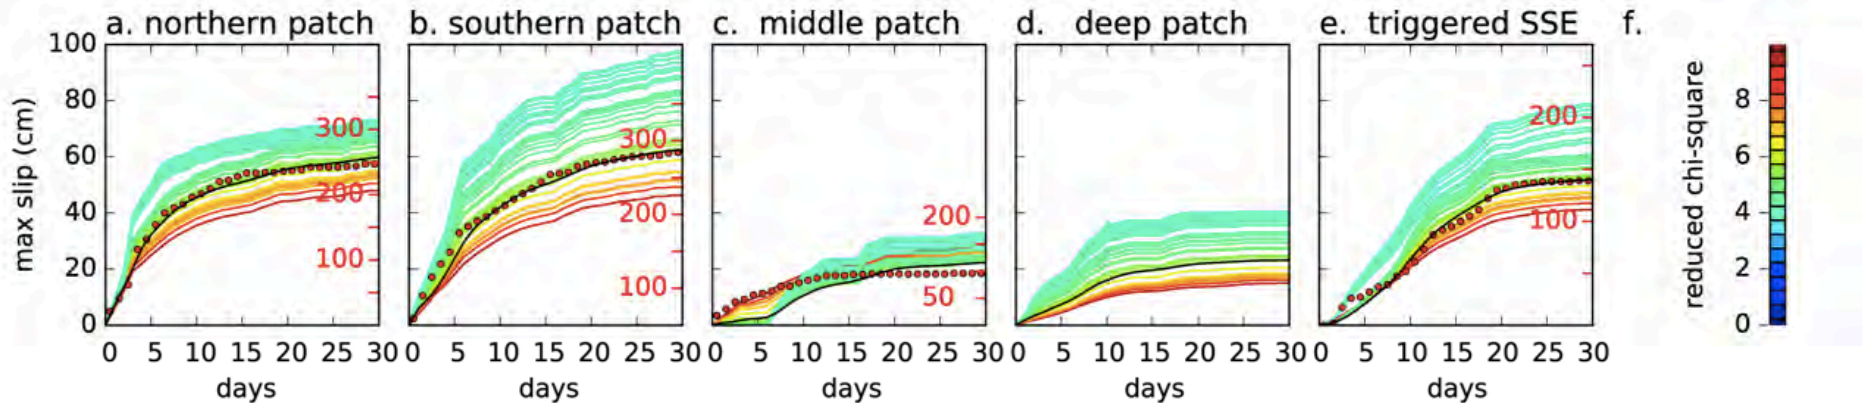 a. northern patch
b. southern patch
c. middle patch
d. deep patch
e. triggered SSE
f.
max slip (cm)
100
80
60
40
20
0
300
200
100
300
200
100
200
50
200
100
reduced chi-square
8
6
4
2
0
0 5 10 15 20 25 30
0 5 10 15 20 25 30
0 5 10 15 20 25 30
0 5 10 15 20 25 30
0 5 10 15 20 25 30
days
days
days
days
days